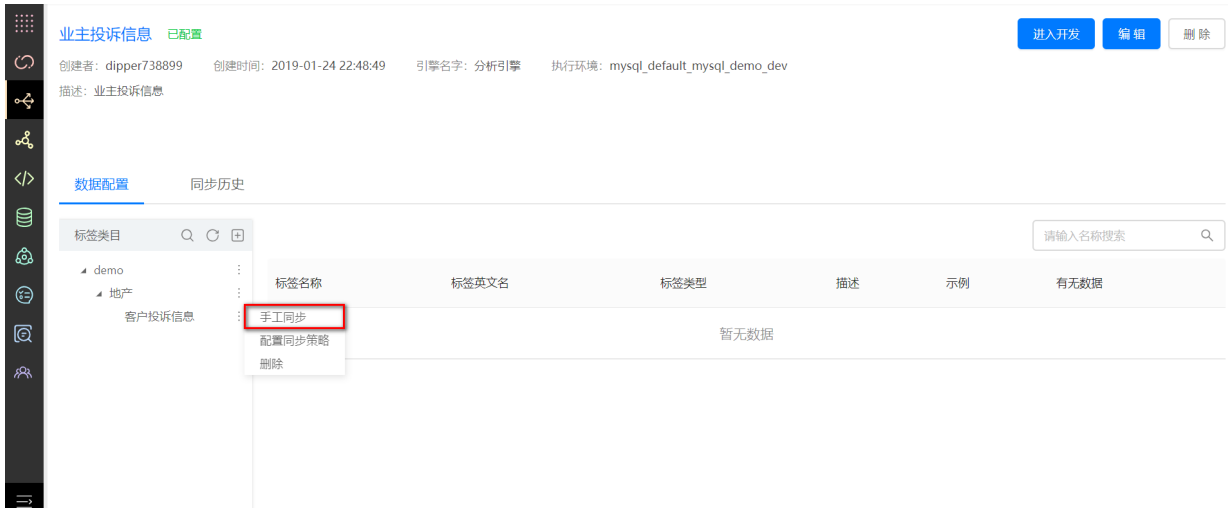 业主投诉信息 已配置 进入开发 编 辑 删 除
创建者：dipper738899 创建时间：2019-01-24 22:48:49 引擎名字：分析引擎 执行环境：mysql_default_mysql_demo_dev
描述：业主投诉信息
数据配置 同步历史
标签类目 请输入名称搜索
demo
标签名称 标签英文名 标签类型 描述 示例 有无数据
地产
客户投诉信息 手工同步
暂无数据
配置同步策略
删除